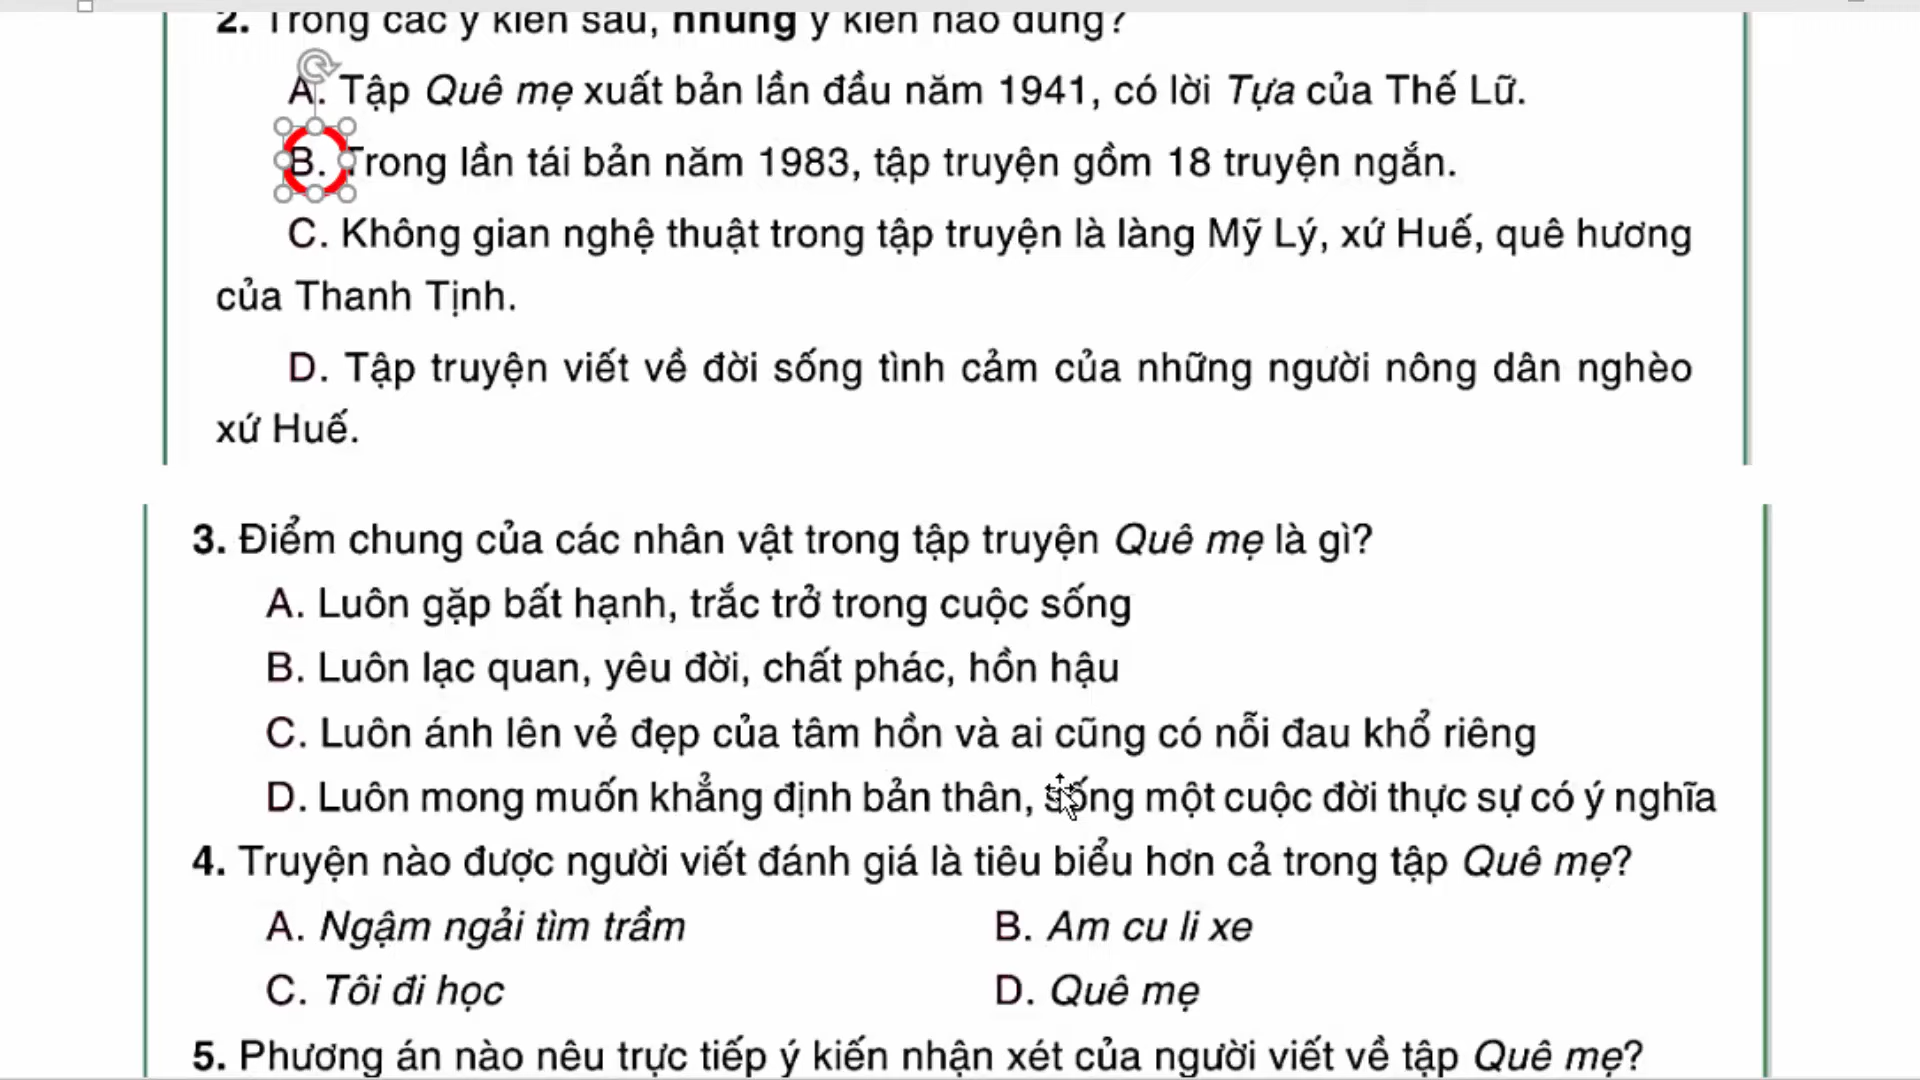 2. Trong các ý kiến sau, những ý kiến nào đúng?
A. Tập Quê mẹ xuất bản lần đầu năm 1941, có lời Tựa của Thế Lữ.
B. Trong lần tái bản năm 1983, tập truyện gồm 18 truyện ngắn.
C. Không gian nghệ thuật trong tập truyện là làng Mỹ Lý, xứ Huế, quê hương
của Thanh Tịnh.
D. Tập truyện viết về đời sống tình cảm của những người nông dân nghèo
xứ Huế.
3. Điểm chung của các nhân vật trong tập truyện Quê mẹ là gì?
A. Luôn gặp bất hạnh, trắc trở trong cuộc sống
B. Luôn lạc quan, yêu đời, chất phác, hồn hậu
C. Luôn ánh lên vẻ đẹp của tâm hồn và ai cũng có nỗi đau khổ riêng
D. Luôn mong muốn khẳng định bản thân, sống một cuộc đời thực sự có ý nghĩa
4. Truyện nào được người viết đánh giá là tiêu biểu hơn cả trong tập Quê mẹ?
A. Ngậm ngải tìm trầm B. Am cu li xe
C. Tôi đi học D. Quê mẹ
5. Phương án nào nêu trực tiếp ý kiến nhận xét của người viết về tập Quê mẹ?